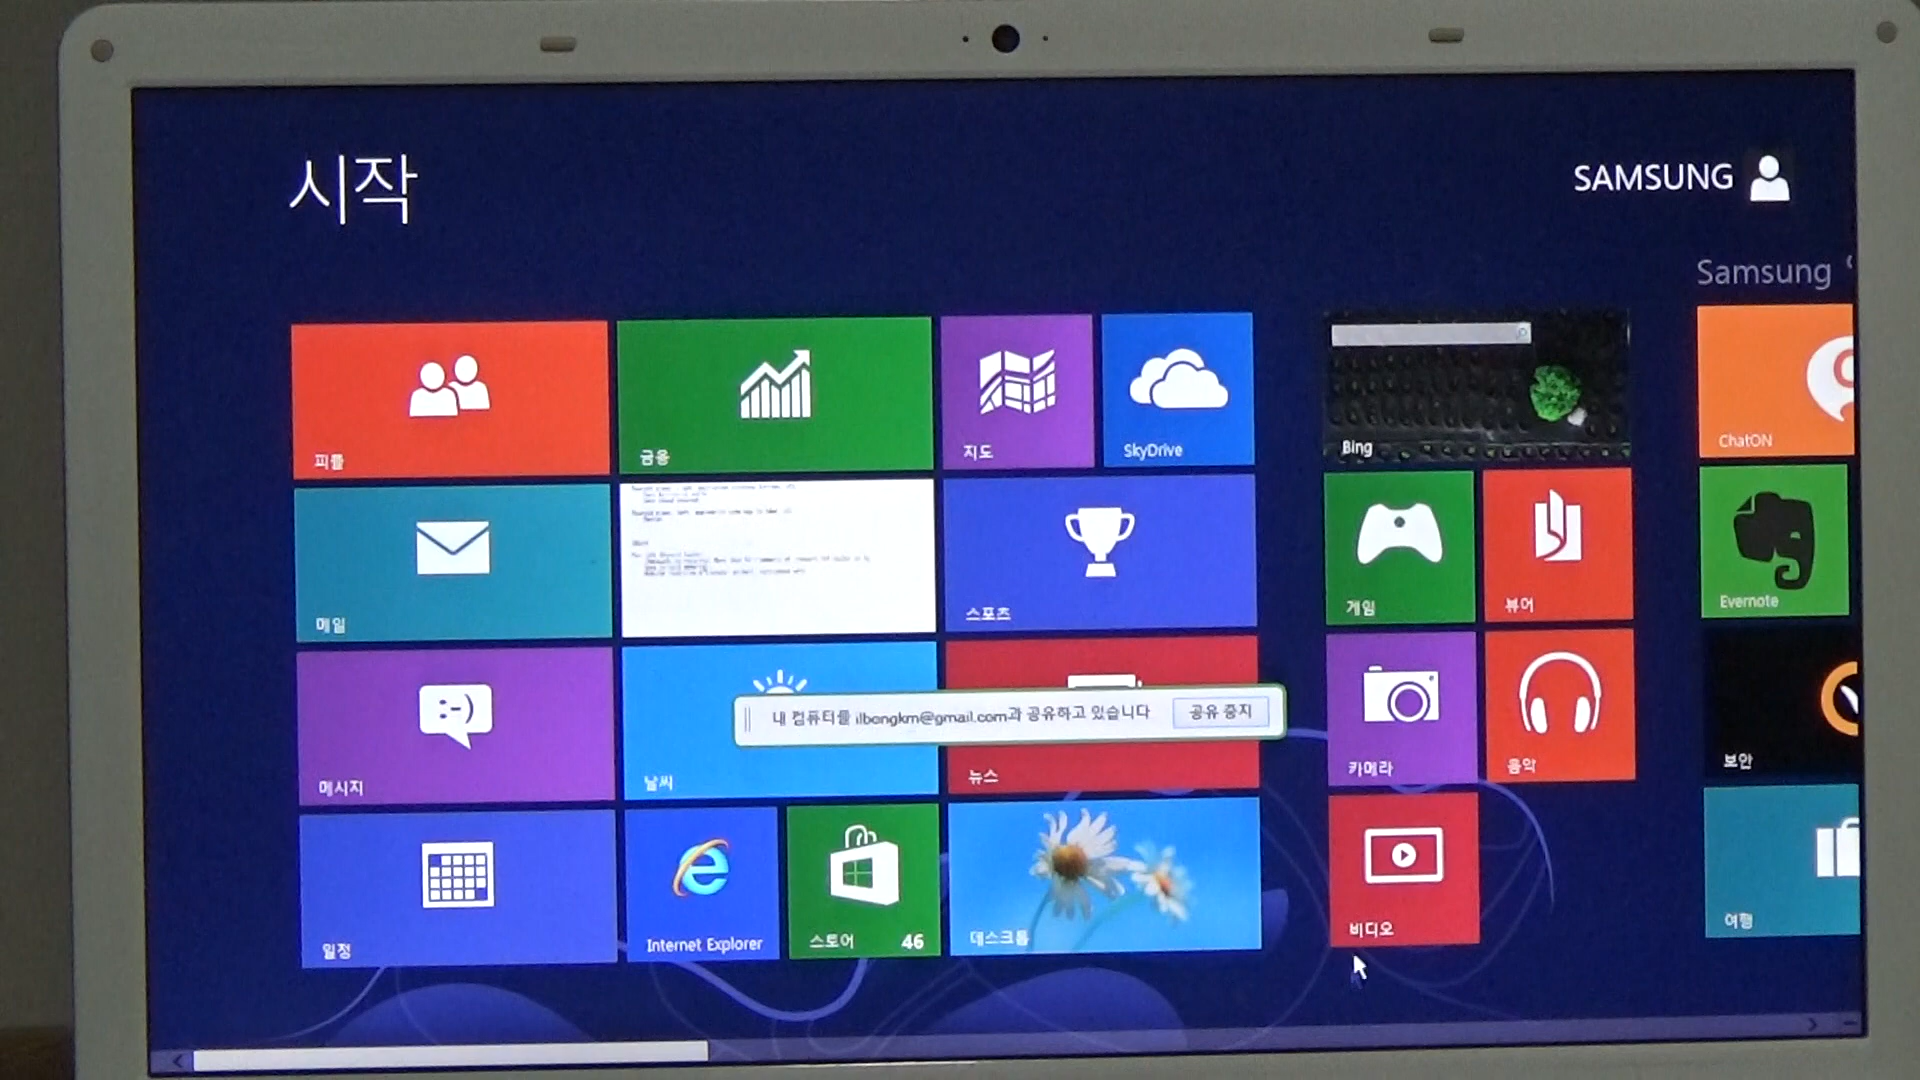 시작
SAMSUNG
Samsung
피플
금융
지도
SkyDrive
Bing
ChatON
메일
스포츠
게임
뷰어
Evernote
:-)
메시지
날씨
내 컴퓨터를 ilbongkm@gmail.com과 공유하고 있습니다
공유 중지
뉴스
카메라
음악
보안
일정
Internet Explorer
스토어 46
데스크톱
비디오
여행